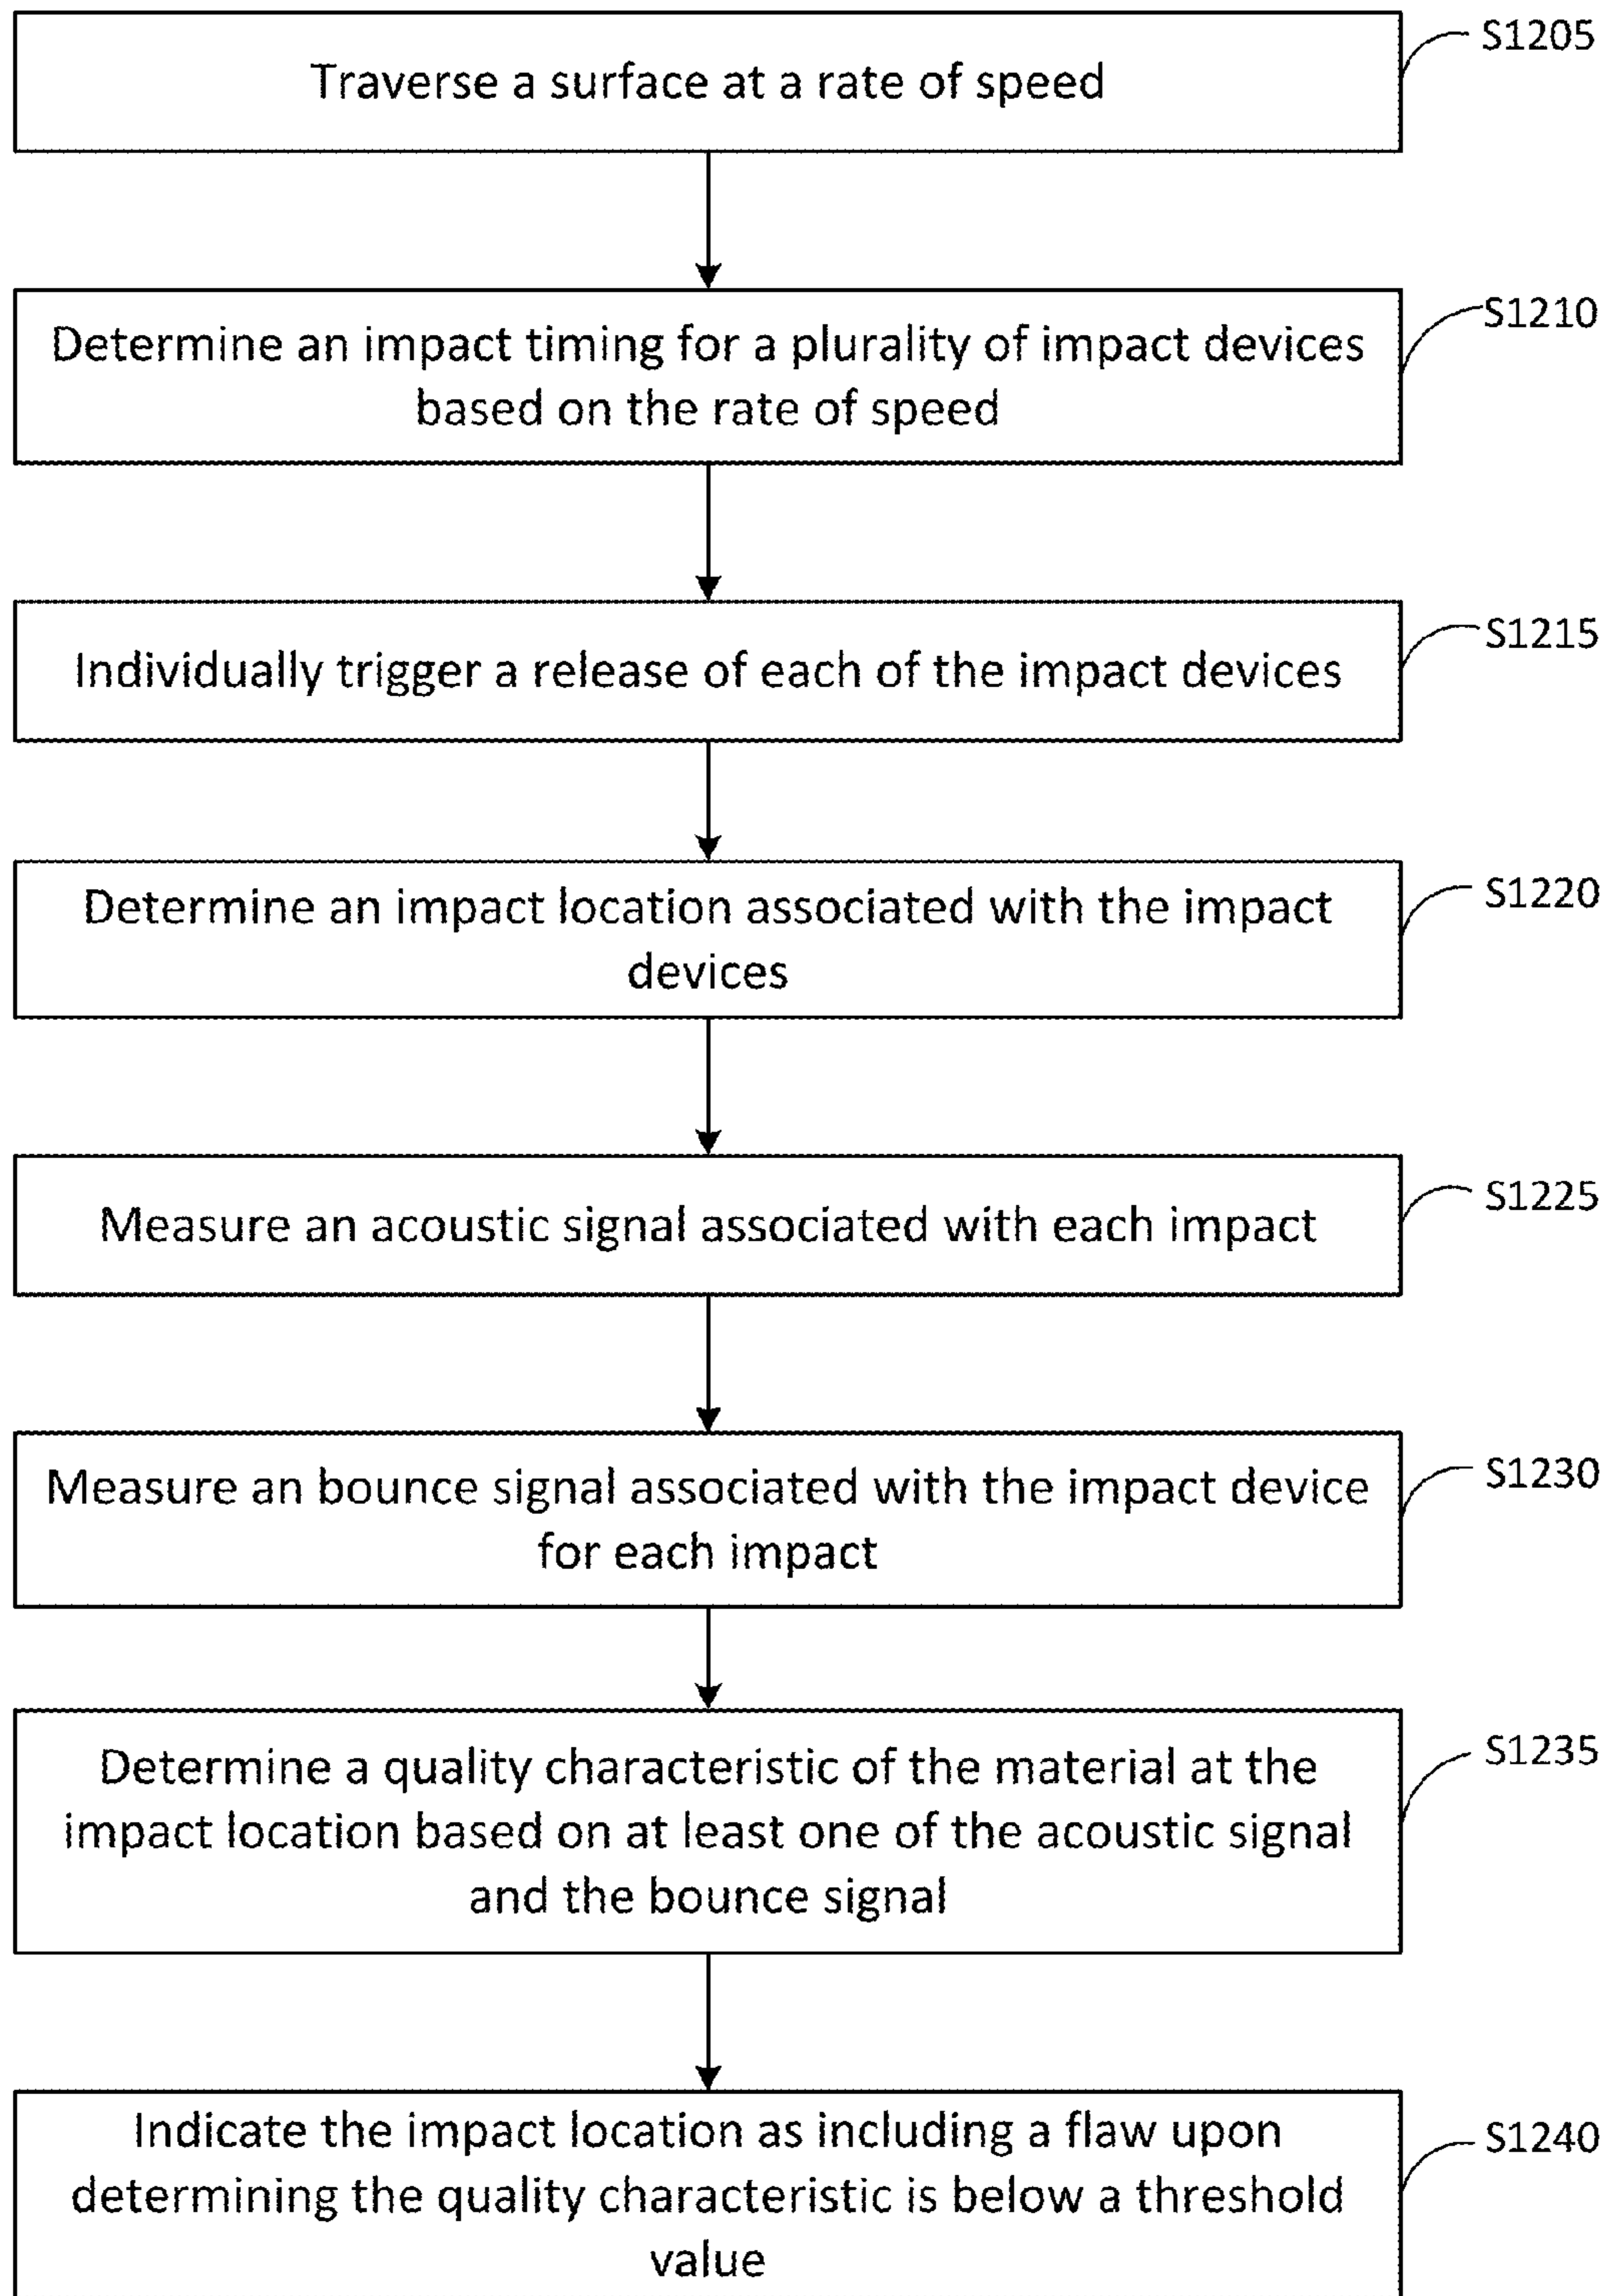 Traverse a surface at a rate of speed
S1205
Determine an impact timing for a plurality of impact devices
based on the rate of speed
S1210
Individually trigger a release of each of the impact devices
S1215
Determine an impact location associated with the impact
devices
S1220
Measure an acoustic signal associated with each impact
S1225
Measure an bounce signal associated with the impact device
for each impact
S1230
Determine a quality characteristic of the material at the
impact location based on at least one of the acoustic signal
and the bounce signal
S1235
Indicate the impact location as including a flaw upon
determining the quality characteristic is below a threshold
value
S1240